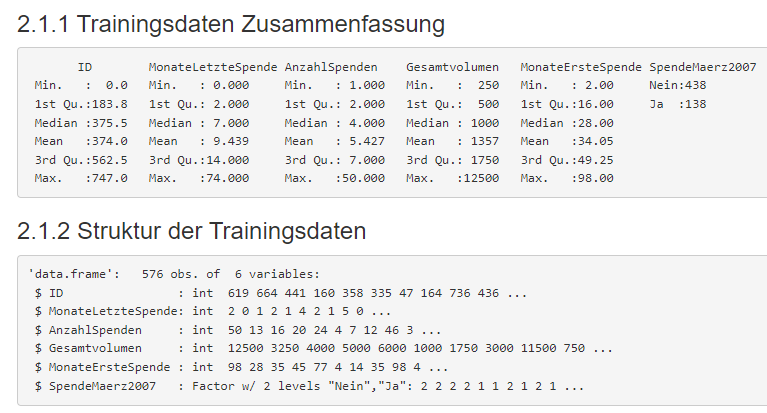 2.1.1 Trainingsdaten Zusammenfassung
ID MonateLetzteSpende AnzahlSpenden Gesamtvolumen MonateErsteSpende SpendeMaerz2007
Min. : 0.0 Min. : 0.000 Min. : 1.000 Min. : 250 Min. : 2.00 Nein:438
1st Qu.:183.8 1st Qu.: 2.000 1st Qu.: 2.000 1st Qu.: 500 1st Qu.:16.00 Ja :138
Median :375.5 Median : 7.000 Median : 4.000 Median : 1000 Median :28.00
Mean :374.0 Mean : 9.439 Mean : 5.427 Mean : 1357 Mean :34.05
3rd Qu.:562.5 3rd Qu.:14.000 3rd Qu.: 7.000 3rd Qu.: 1750 3rd Qu.:49.25
Max. :747.0 Max. :74.000 Max. :50.000 Max. :12500 Max. :98.00
2.1.2 Struktur der Trainingsdaten
'data.frame': 576 obs. of 6 variables:
$ ID : int 619 664 441 160 358 335 47 164 736 436 ...
$ MonateLetzteSpende: int 2 0 1 2 1 4 2 1 5 0 ...
$ AnzahlSpenden : int 50 13 16 20 24 4 7 12 46 3 ...
$ Gesamtvolumen : int 12500 3250 4000 5000 6000 1000 1750 3000 11500 750 ...
$ MonateErsteSpende : int 98 28 35 45 77 4 14 35 98 4 ...
$ SpendeMaerz2007 : Factor w/ 2 levels "Nein","Ja": 2 2 2 2 1 1 2 1 2 1 ...